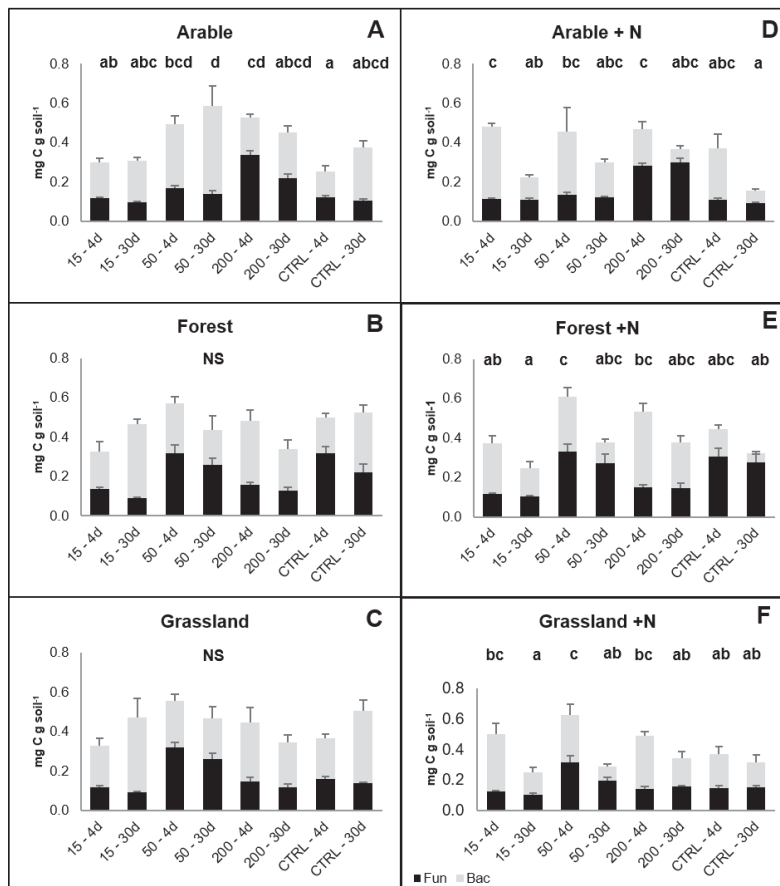 Arable A
ab abc bcd d cd abcd a abcd
mg C g soil-1
0.8
0.6
0.4
0.2
0.0
15 - 4d 15 - 30d 50 - 4d 50 - 30d 200 - 4d 200 - 30d CTRL - 4d CTRL - 30d
Arable + N D
c ab bc abc c abc abc a
mg C g soil-1
0.8
0.6
0.4
0.2
0.0
15 - 4d 15 - 30d 50 - 4d 50 - 30d 200 - 4d 200 - 30d CTRL - 4d CTRL - 30d
Forest B
NS
mg C g soil-1
0.8
0.6
0.4
0.2
0.0
15 - 4d 15 - 30d 50 - 4d 50 - 30d 200 - 4d 200 - 30d CTRL - 4d CTRL - 30d
Forest +N E
ab a c abc bc abc abc ab
mg C g soil-1
0.8
0.6
0.4
0.2
0.0
15 - 4d 15 - 30d 50 - 4d 50 - 30d 200 - 4d 200 - 30d CTRL - 4d CTRL - 30d
Grassland C
NS
mg C g soil-1
0.8
0.6
0.4
0.2
0.0
15 - 4d 15 - 30d 50 - 4d 50 - 30d 200 - 4d 200 - 30d CTRL - 4d CTRL - 30d
Grassland +N F
bc a c ab bc ab ab ab
mg C g soil-1
0.8
0.6
0.4
0.2
0.0
15 - 4d 15 - 30d 50 - 4d 50 - 30d 200 - 4d 200 - 30d CTRL - 4d CTRL - 30d
Fun Bac